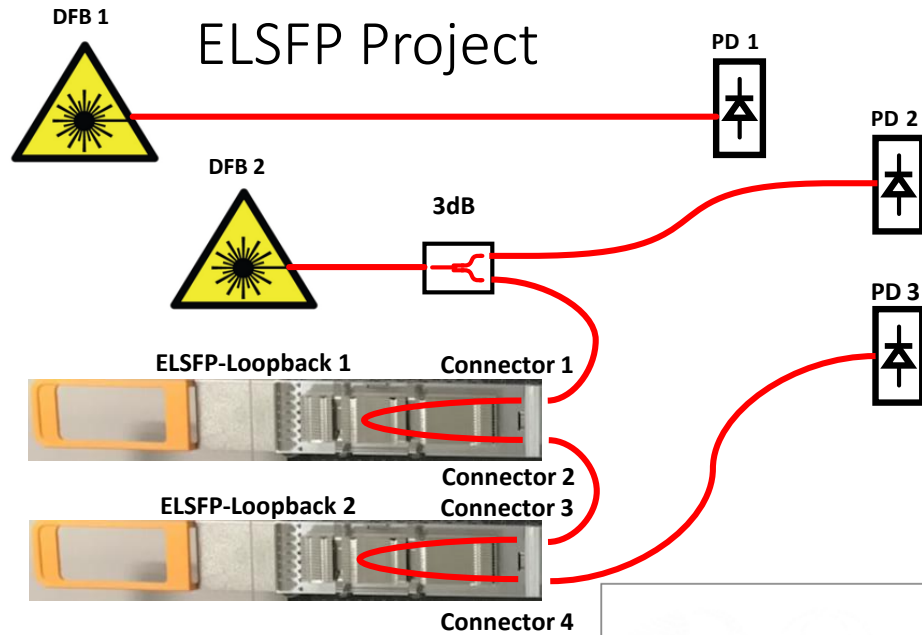 DFB 1
ELSFP Project
PD 1
PD 2
DFB 2
3dB
PD 3
ELSFP-Loopback 1
Connector 1
Connector 2
ELSFP-Loopback 2
Connector 3
Connector 4